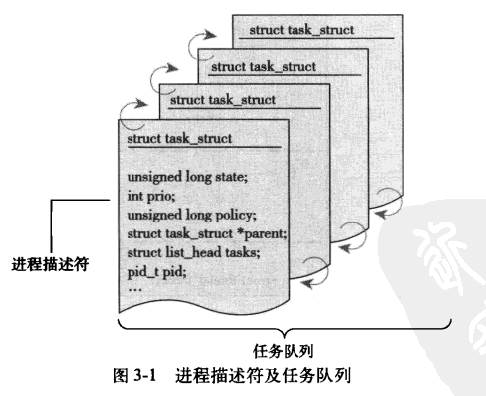 struct task_struct
struct task_struct
struct task_struct
struct task_struct
unsigned long state;
int prio;
unsigned long policy;
struct task_struct *parent;
struct list_head tasks;
pid_t pid;
…
进程描述符
任务队列
图 3-1 进程描述符及任务队列